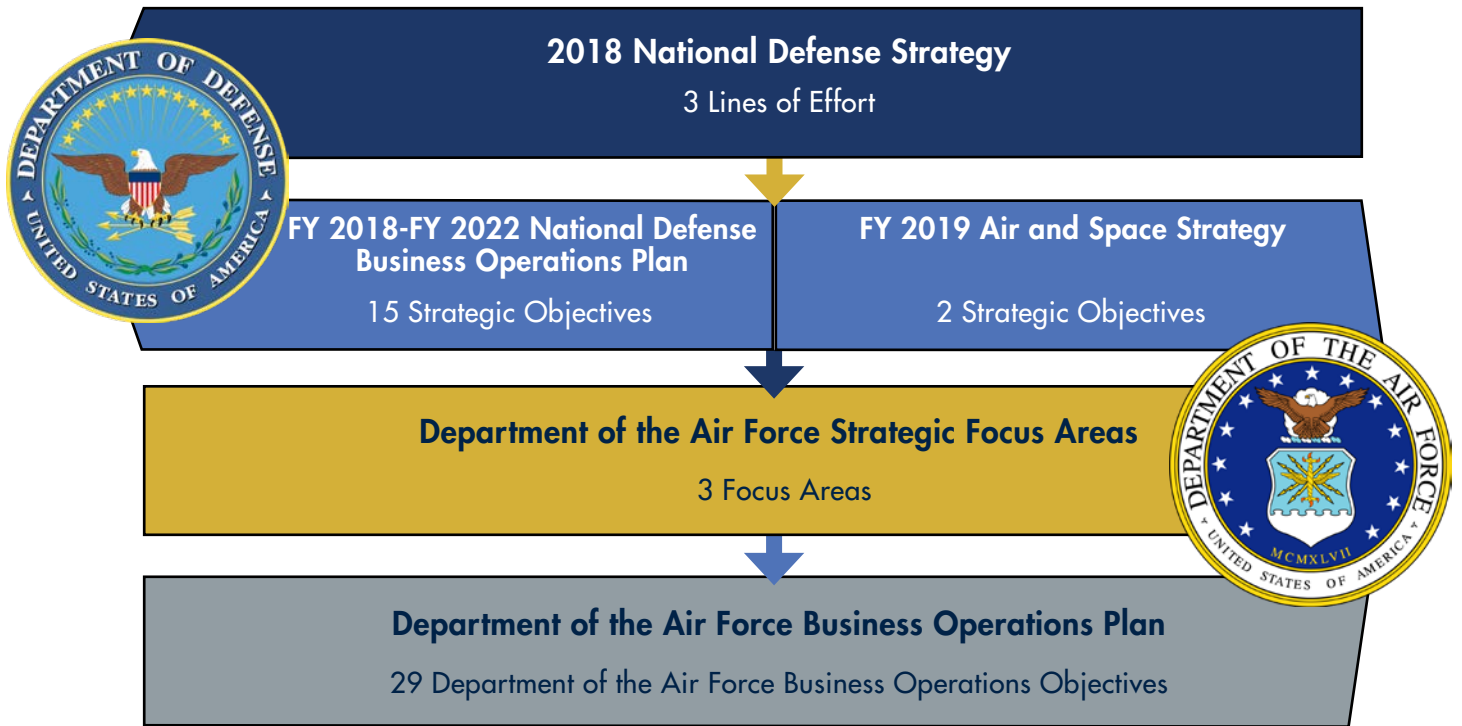 2018 National Defense Strategy
3 Lines of Effort
DEPARTMENT OF DEFENSE
UNITED STATES OF AMERICA
FY 2018-FY 2022 National Defense
Business Operations Plan
15 Strategic Objectives
FY 2019 Air and Space Strategy
2 Strategic Objectives
Department of the Air Force Strategic Focus Areas
3 Focus Areas
DEPARTMENT OF THE AIR FORCE
MCMXLVII
UNITED STATES OF AMERICA
Department of the Air Force Business Operations Plan
29 Department of the Air Force Business Operations Objectives